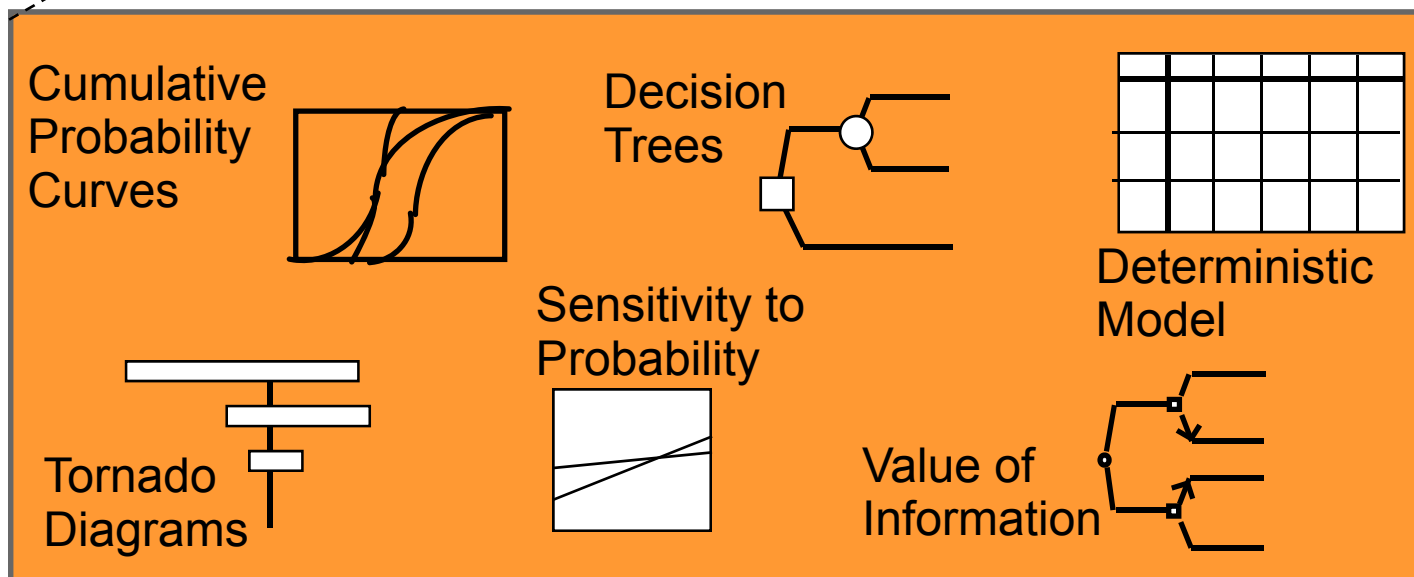 Cumulative
Probability
Curves
Decision
Trees
Deterministic
Model
Sensitivity to
Probability
Tornado
Diagrams
Value of
Information